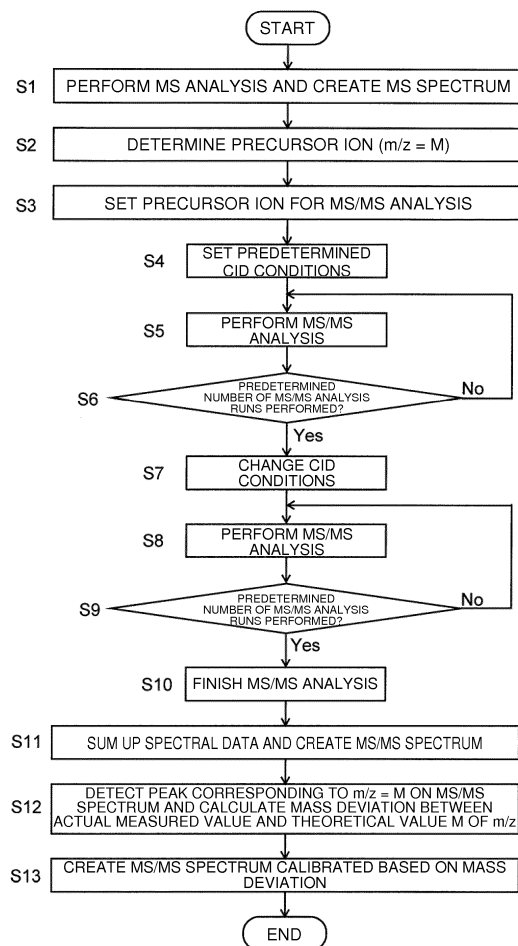 START
S1
PERFORM MS ANALYSIS AND CREATE MS SPECTRUM
S2
DETERMINE PRECURSOR ION (m/z = M)
S3
SET PRECURSOR ION FOR MS/MS ANALYSIS
S4
SET PREDETERMINED
CID CONDITIONS
S5
PERFORM MS/MS
ANALYSIS
S6
PREDETERMINED
NUMBER OF MS/MS ANALYSIS
RUNS PERFORMED?
No
Yes
S7
CHANGE CID
CONDITIONS
S8
PERFORM MS/MS
ANALYSIS
S9
PREDETERMINED
NUMBER OF MS/MS ANALYSIS
RUNS PERFORMED?
No
Yes
S10
FINISH MS/MS ANALYSIS
S11
SUM UP SPECTRAL DATA AND CREATE MS/MS SPECTRUM
S12
DETECT PEAK CORRESPONDING TO m/z = M ON MS/MS
SPECTRUM AND CALCULATE MASS DEVIATION BETWEEN
ACTUAL MEASURED VALUE AND THEORETICAL VALUE M OF m/z
S13
CREATE MS/MS SPECTRUM CALIBRATED BASED ON MASS
DEVIATION
END